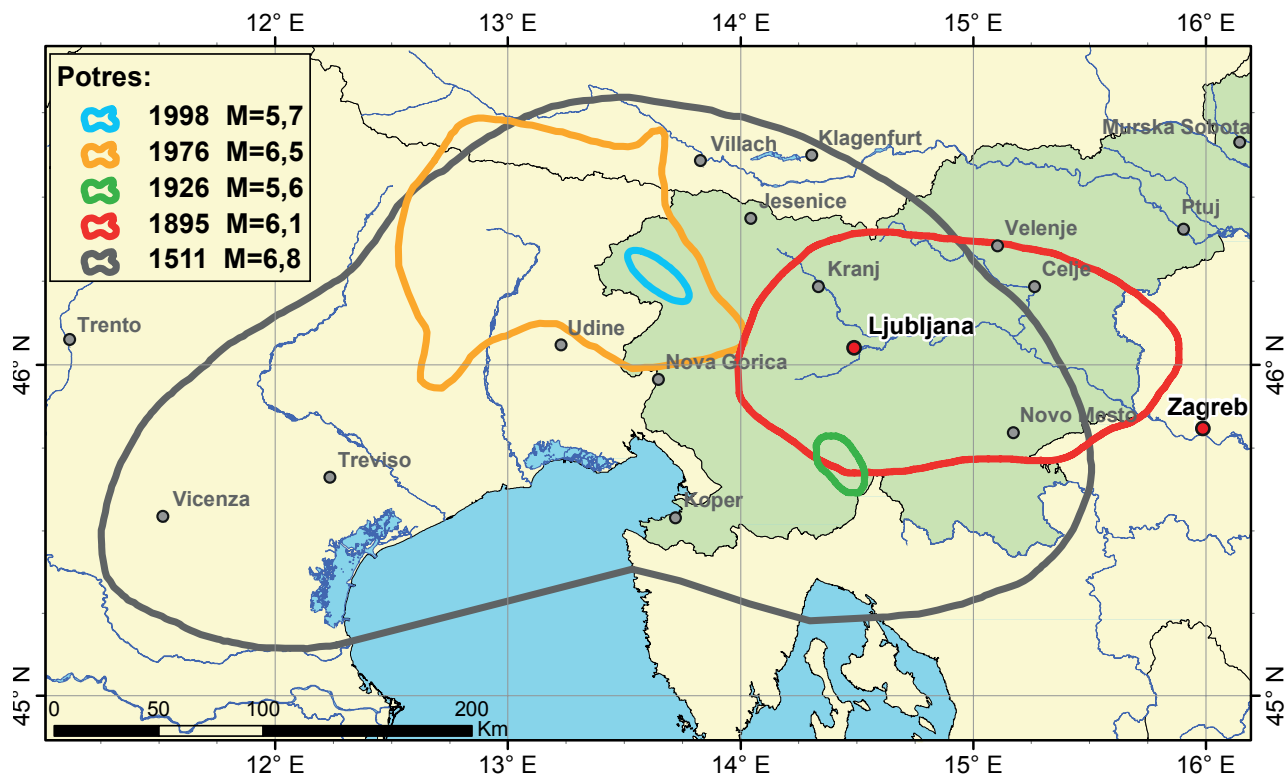 12° E 13° E 14° E 15° E 16° E
Potres:
1998 M=5,7
1976 M=6,5
1926 M=5,6
1895 M=6,1
1511 M=6,8
Murska Sobota
Villach
Klagenfurt
Jesenice
Ptuj
Velenje
Kranj
Celje
Trento
Udine
Ljubljana
46° N
46° N
Nova Gorica
Novo Mesto
Zagreb
Treviso
Vicenza
Koper
45° N
45° N
0 50 100 200
Km
12° E 13° E 14° E 15° E 16° E